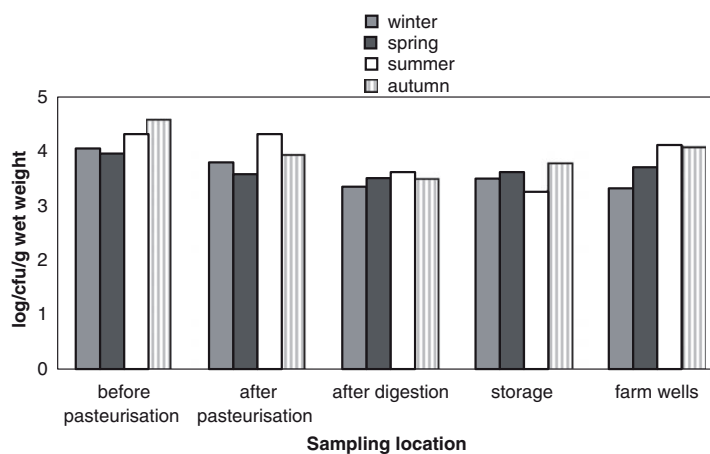 winter
spring
summer
autumn
5
4
3
2
1
0
log/cfu/g wet weight
before
pasteurisation
after
pasteurisation
after digestion
storage
farm wells
Sampling location